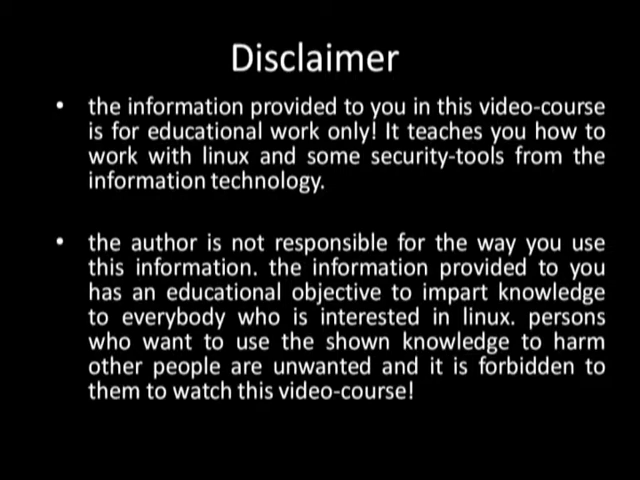 Disclaimer
• the information provided to you in this video-course
is for educational work only! It teaches you how to
work with linux and some security-tools from the
information technology.
• the author is not responsible for the way you use
this information. the information provided to you
has an educational objective to impart knowledge
to everybody who is interested in linux. persons
who want to use the shown knowledge to harm
other people are unwanted and it is forbidden to
them to watch this video-course!